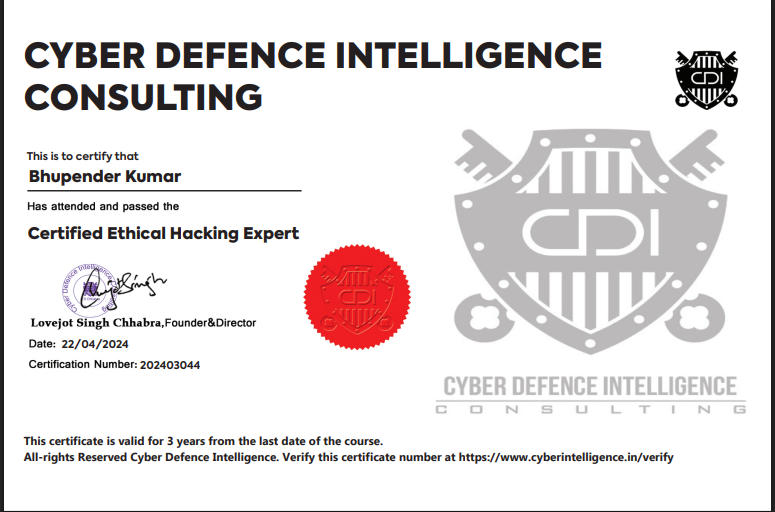 CYBER DEFENCE INTELLIGENCE
CONSULTING
CDI
This is to certify that
Bhupender Kumar
Has attended and passed the
Certified Ethical Hacking Expert
CDI
Cyber Defence Intelligence
CDI
Lovejot Singh Chhabra,Founder&Director
Date: 22/04/2024
Certification Number: 202403044
CYBER DEFENCE INTELLIGENCE
CONSULTING
This certificate is valid for 3 years from the last date of the course.
All-rights Reserved Cyber Defence Intelligence. Verify this certificate number at https://www.cyberintelligence.in/verify